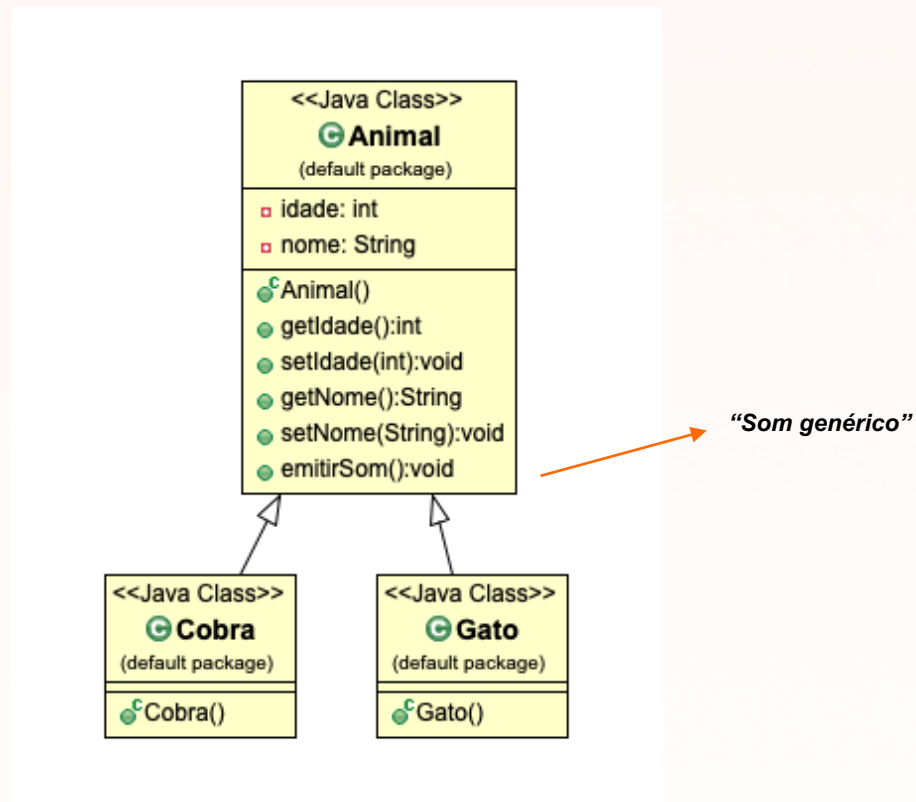 <<Java Class>>
Animal
(default package)
idade: int
nome: String
Animal()
getIdade():int
setIdade(int):void
getNome():String
setNome(String):void
emitirSom():void
“Som genérico”
<<Java Class>>
Cobra
(default package)
Cobra()
<<Java Class>>
Gato
(default package)
Gato()